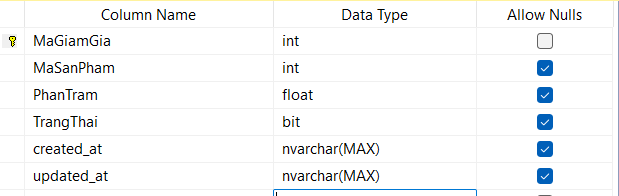 Column Name Data Type Allow Nulls
MaGiamGia int
MaSanPham int
PhanTram float
TrangThai bit
created_at nvarchar(MAX)
updated_at nvarchar(MAX)